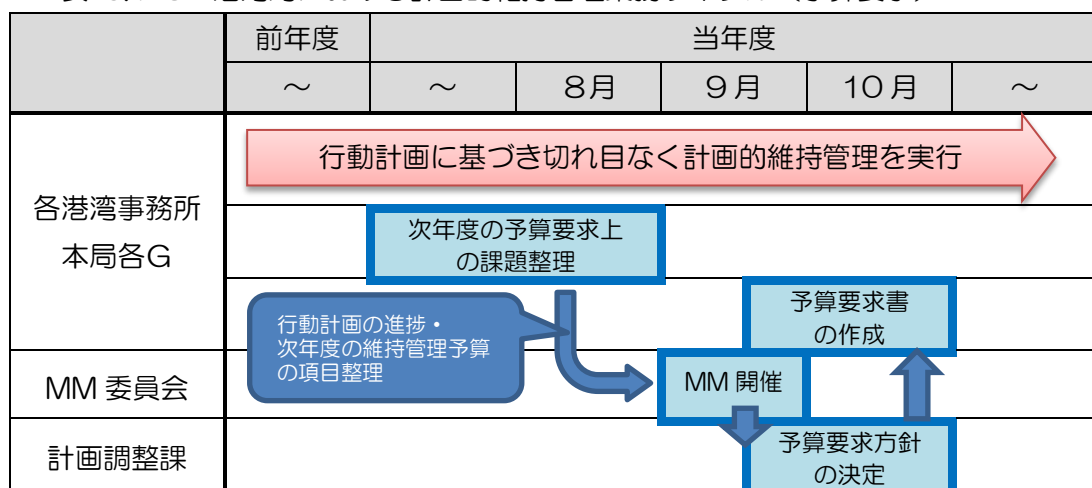 前年度 当年度
～ ～ 8月 9月 10月 ～
行動計画に基づき切れ目なく計画的維持管理を実行
各港湾事務所
本局各G
次年度の予算要求上
の課題整理
行動計画の進捗・
次年度の維持管理予算
の項目整理
予算要求書
の作成
MM 委員会
MM 開催
計画調整課
予算要求方針
の決定